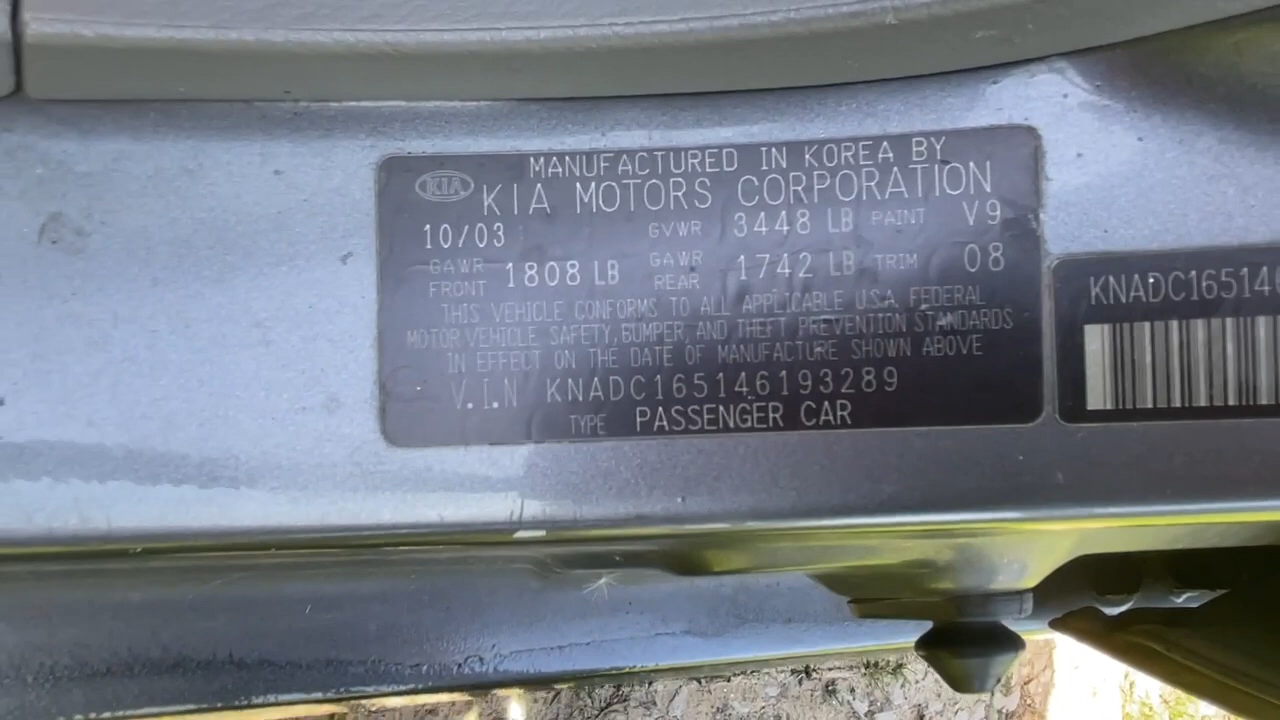 MANUFACTURED IN KOREA BY
KIA KIA MOTORS CORPORATION
10/03 GVWR 3448 LB PAINT V9
GAWR FRONT 1808 LB GAWR REAR 1742 LB TRIM 08
THIS VEHICLE CONFORMS TO ALL APPLICABLE U.S.A. FEDERAL
MOTOR VEHICLE SAFETY, BUMPER, AND THEFT PREVENTION STANDARDS
IN EFFECT ON THE DATE OF MANUFACTURE SHOWN ABOVE
V.I.N KNADC165146193289
TYPE PASSENGER CAR
KNADC16514